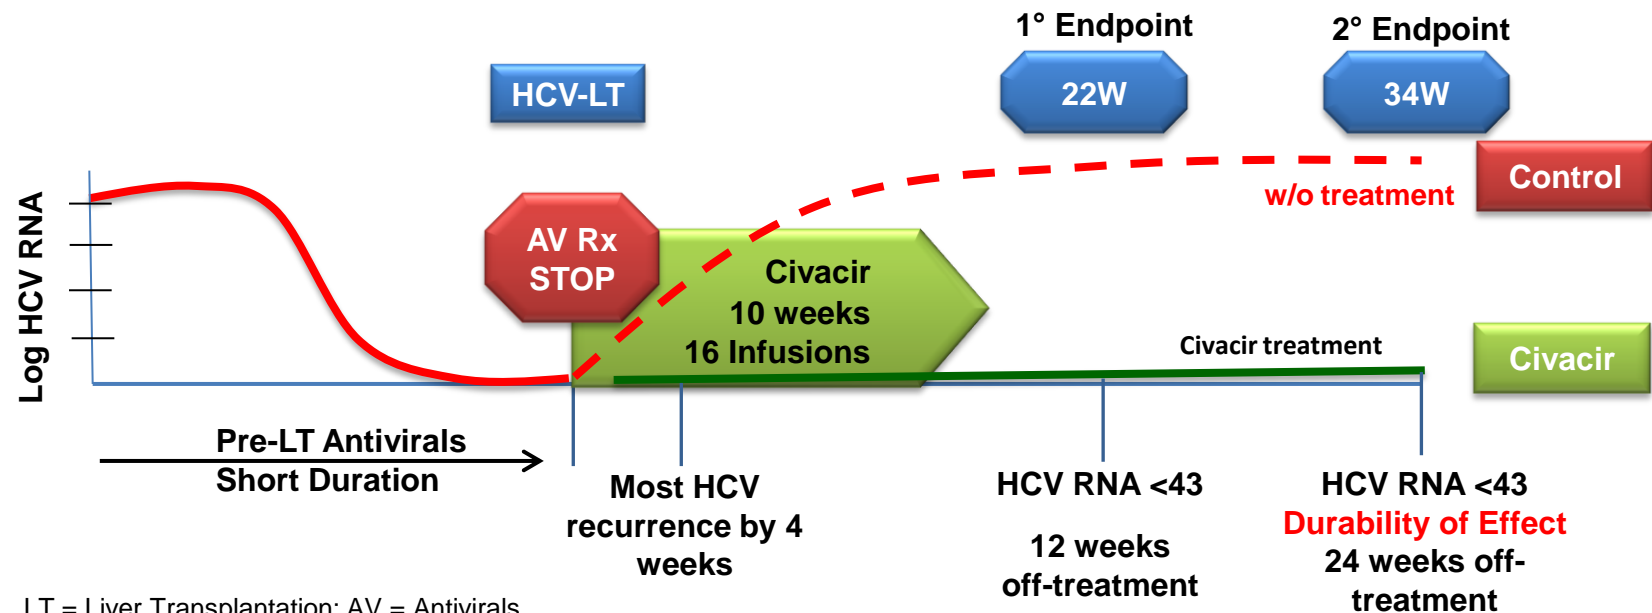 1° Endpoint
2° Endpoint
HCV-LT
22W
34W
Control
w/o treatment
Log HCV RNA
AV Rx
STOP
Civacir
10 weeks
16 Infusions
Civacir treatment
Civacir
Pre-LT Antivirals
Short Duration
Most HCV
recurrence by 4
weeks
HCV RNA <43
12 weeks
off-treatment
HCV RNA <43
Durability of Effect
24 weeks off-
treatment
LT = Liver Transplantation; AV = Antivirals